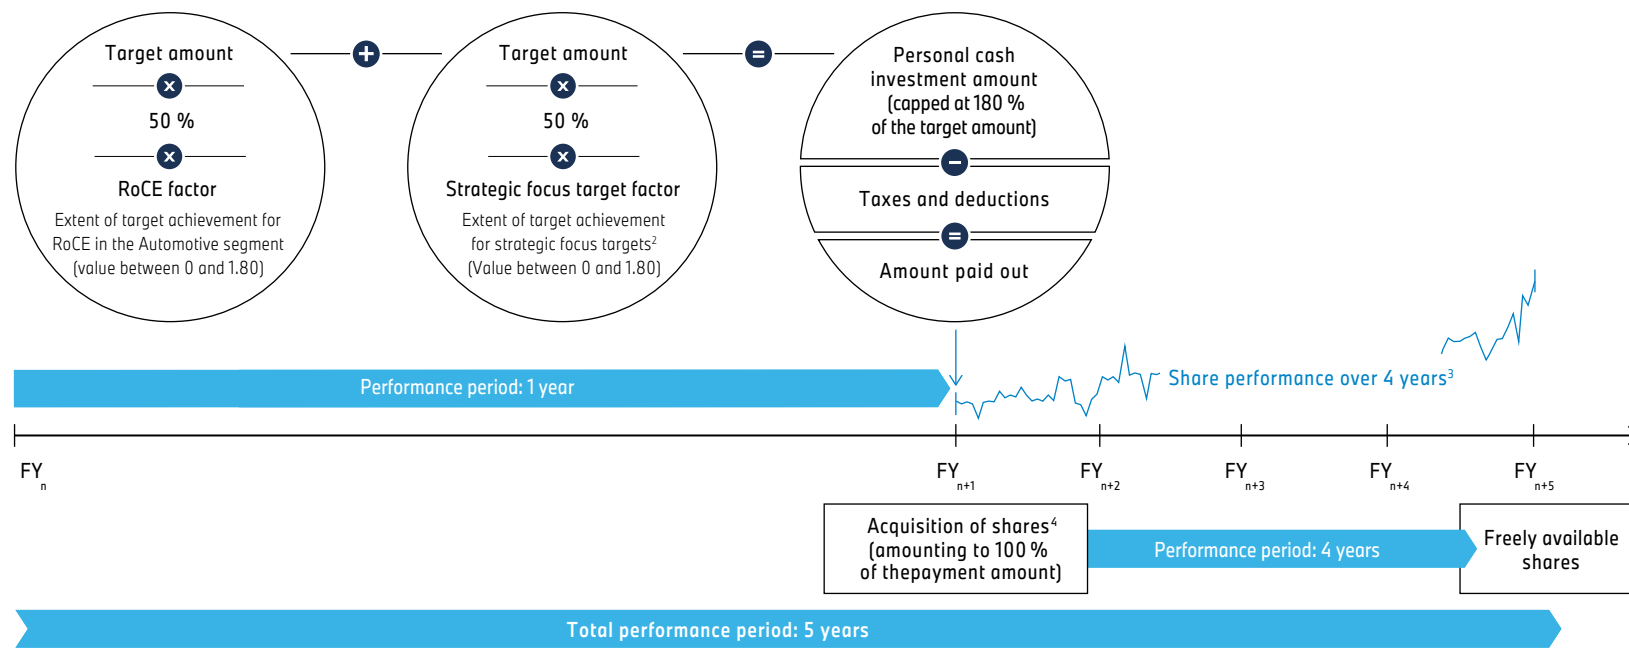 Target amount
x
50 %
x
RoCE factor
Extent of target achievement for
RoCE in the Automotive segment
(value between 0 and 1.80)
+
Target amount
x
50 %
x
Strategic focus target factor
Extent of target achievement
for strategic focus targets²
(Value between 0 and 1.80)
=
Personal cash
investment amount
(capped at 180 %
of the target amount)
–
Taxes and deductions
=
Amount paid out
Performance period: 1 year
Share performance over 4 years³
FYn
FYn+1
FYn+2
FYn+3
FYn+4
FYn+5
Acquisition of shares⁴
(amounting to 100 %
of thepayment amount)
Performance period: 4 years
Freely available
shares
Total performance period: 5 years